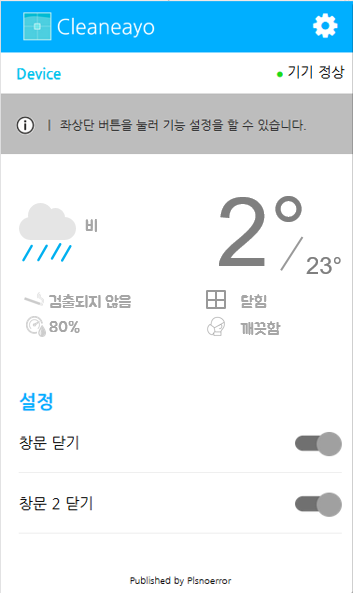 Cleaneayo
Device
기기 정상
| 좌상단 버튼을 눌러 기능 설정을 할 수 있습니다.
비
2°
/ 23°
검출되지 않음
닫힘
80%
깨끗함
설정
창문 닫기
창문 2 닫기
Published by Plsnoerror